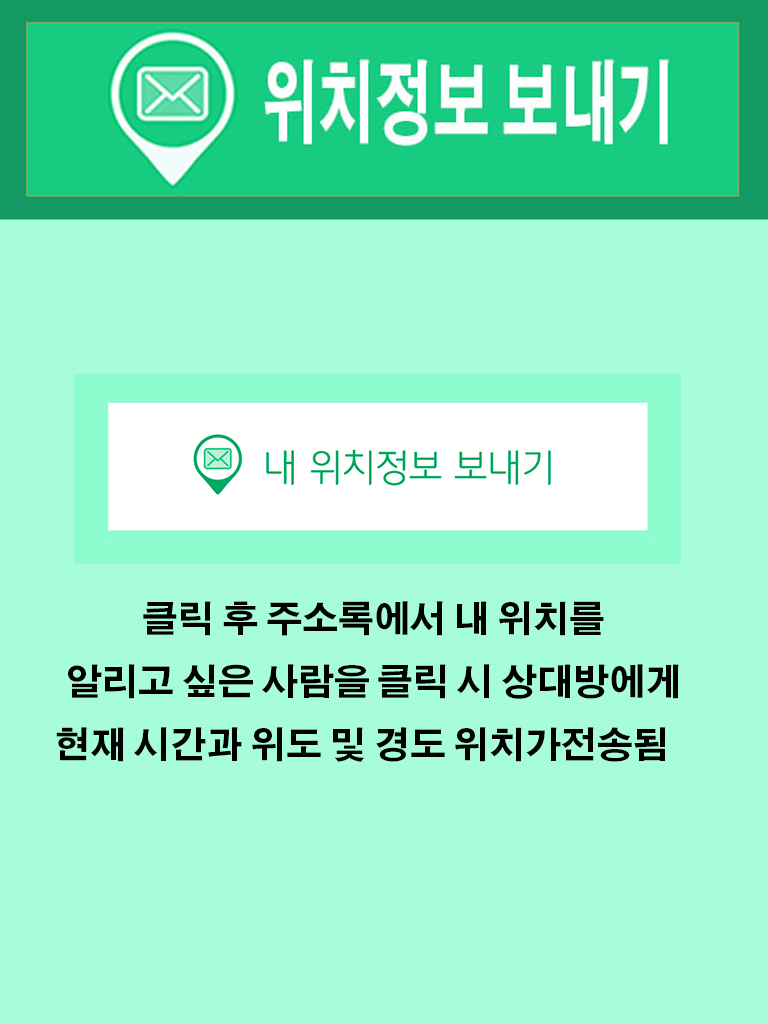 위치정보 보내기
내 위치정보 보내기
클릭 후 주소록에서 내 위치를
알리고 싶은 사람을 클릭 시 상대방에게
현재 시간과 위도 및 경도 위치가전송됨